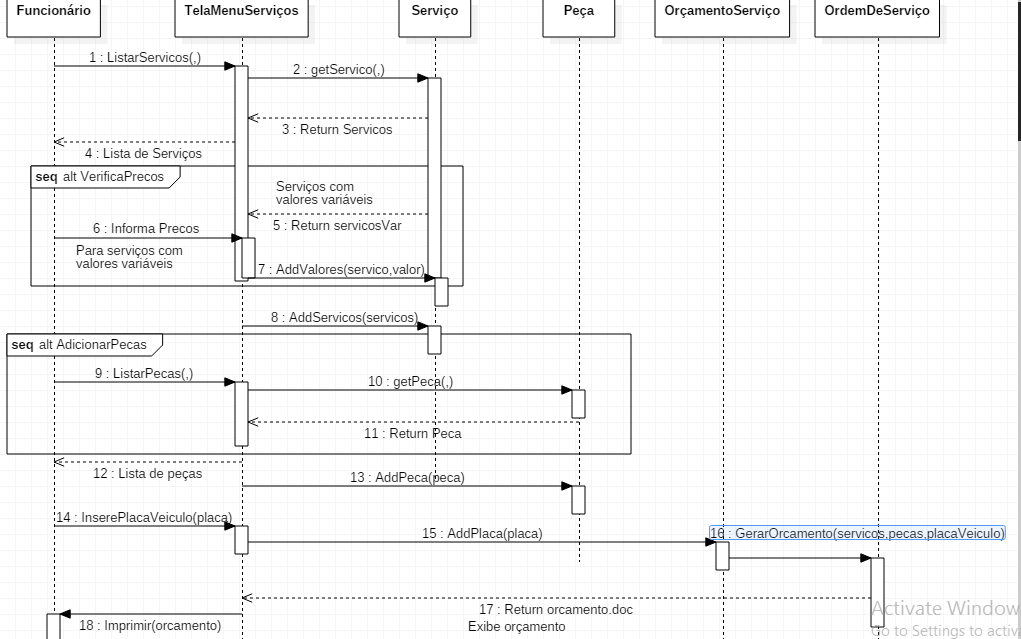 Funcionário
TelaMenuServiços
Serviço
Peça
OrçamentoServiço
OrdemDeServiço
1 : ListarServicos(,)
2 : getServico(,)
3 : Return Servicos
4 : Lista de Serviços
seq alt VerificaPrecos
Serviços com
valores variáveis
5 : Return servicosVar
6 : Informa Precos
Para serviços com
valores variáveis
7 : AddValores(servico,valor)
8 : AddServicos(servicos)
seq alt AdicionarPecas
9 : ListarPecas(,)
10 : getPeca(,)
11 : Return Peca
12 : Lista de peças
13 : AddPeca(peca)
14 : InserePlacaVeiculo(placa)
15 : AddPlaca(placa)
16 : GerarOrcamento(servicos,pecas,placaVeiculo)
17 : Return orcamento.doc
Exibe orçamento
18 : Imprimir(orcamento)
Activate Window
Go to Settings to activ